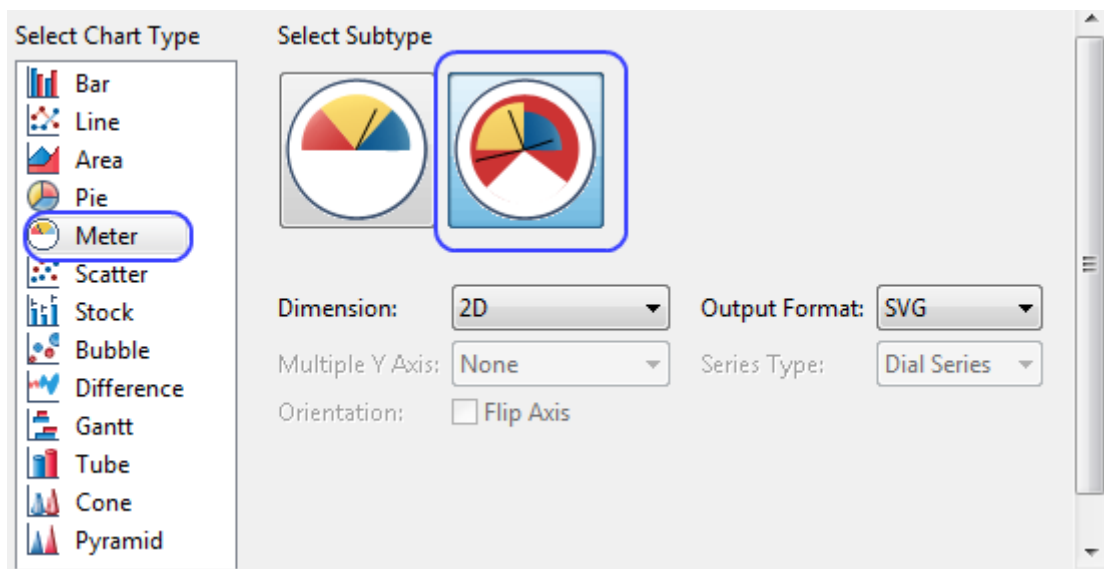 Select Chart Type
Bar
Line
Area
Pie
Meter
Scatter
Stock
Bubble
Difference
Gantt
Tube
Cone
Pyramid
Select Subtype
Dimension: 2D Output Format: SVG
Multiple Y Axis: None Series Type: Dial Series
Orientation: Flip Axis